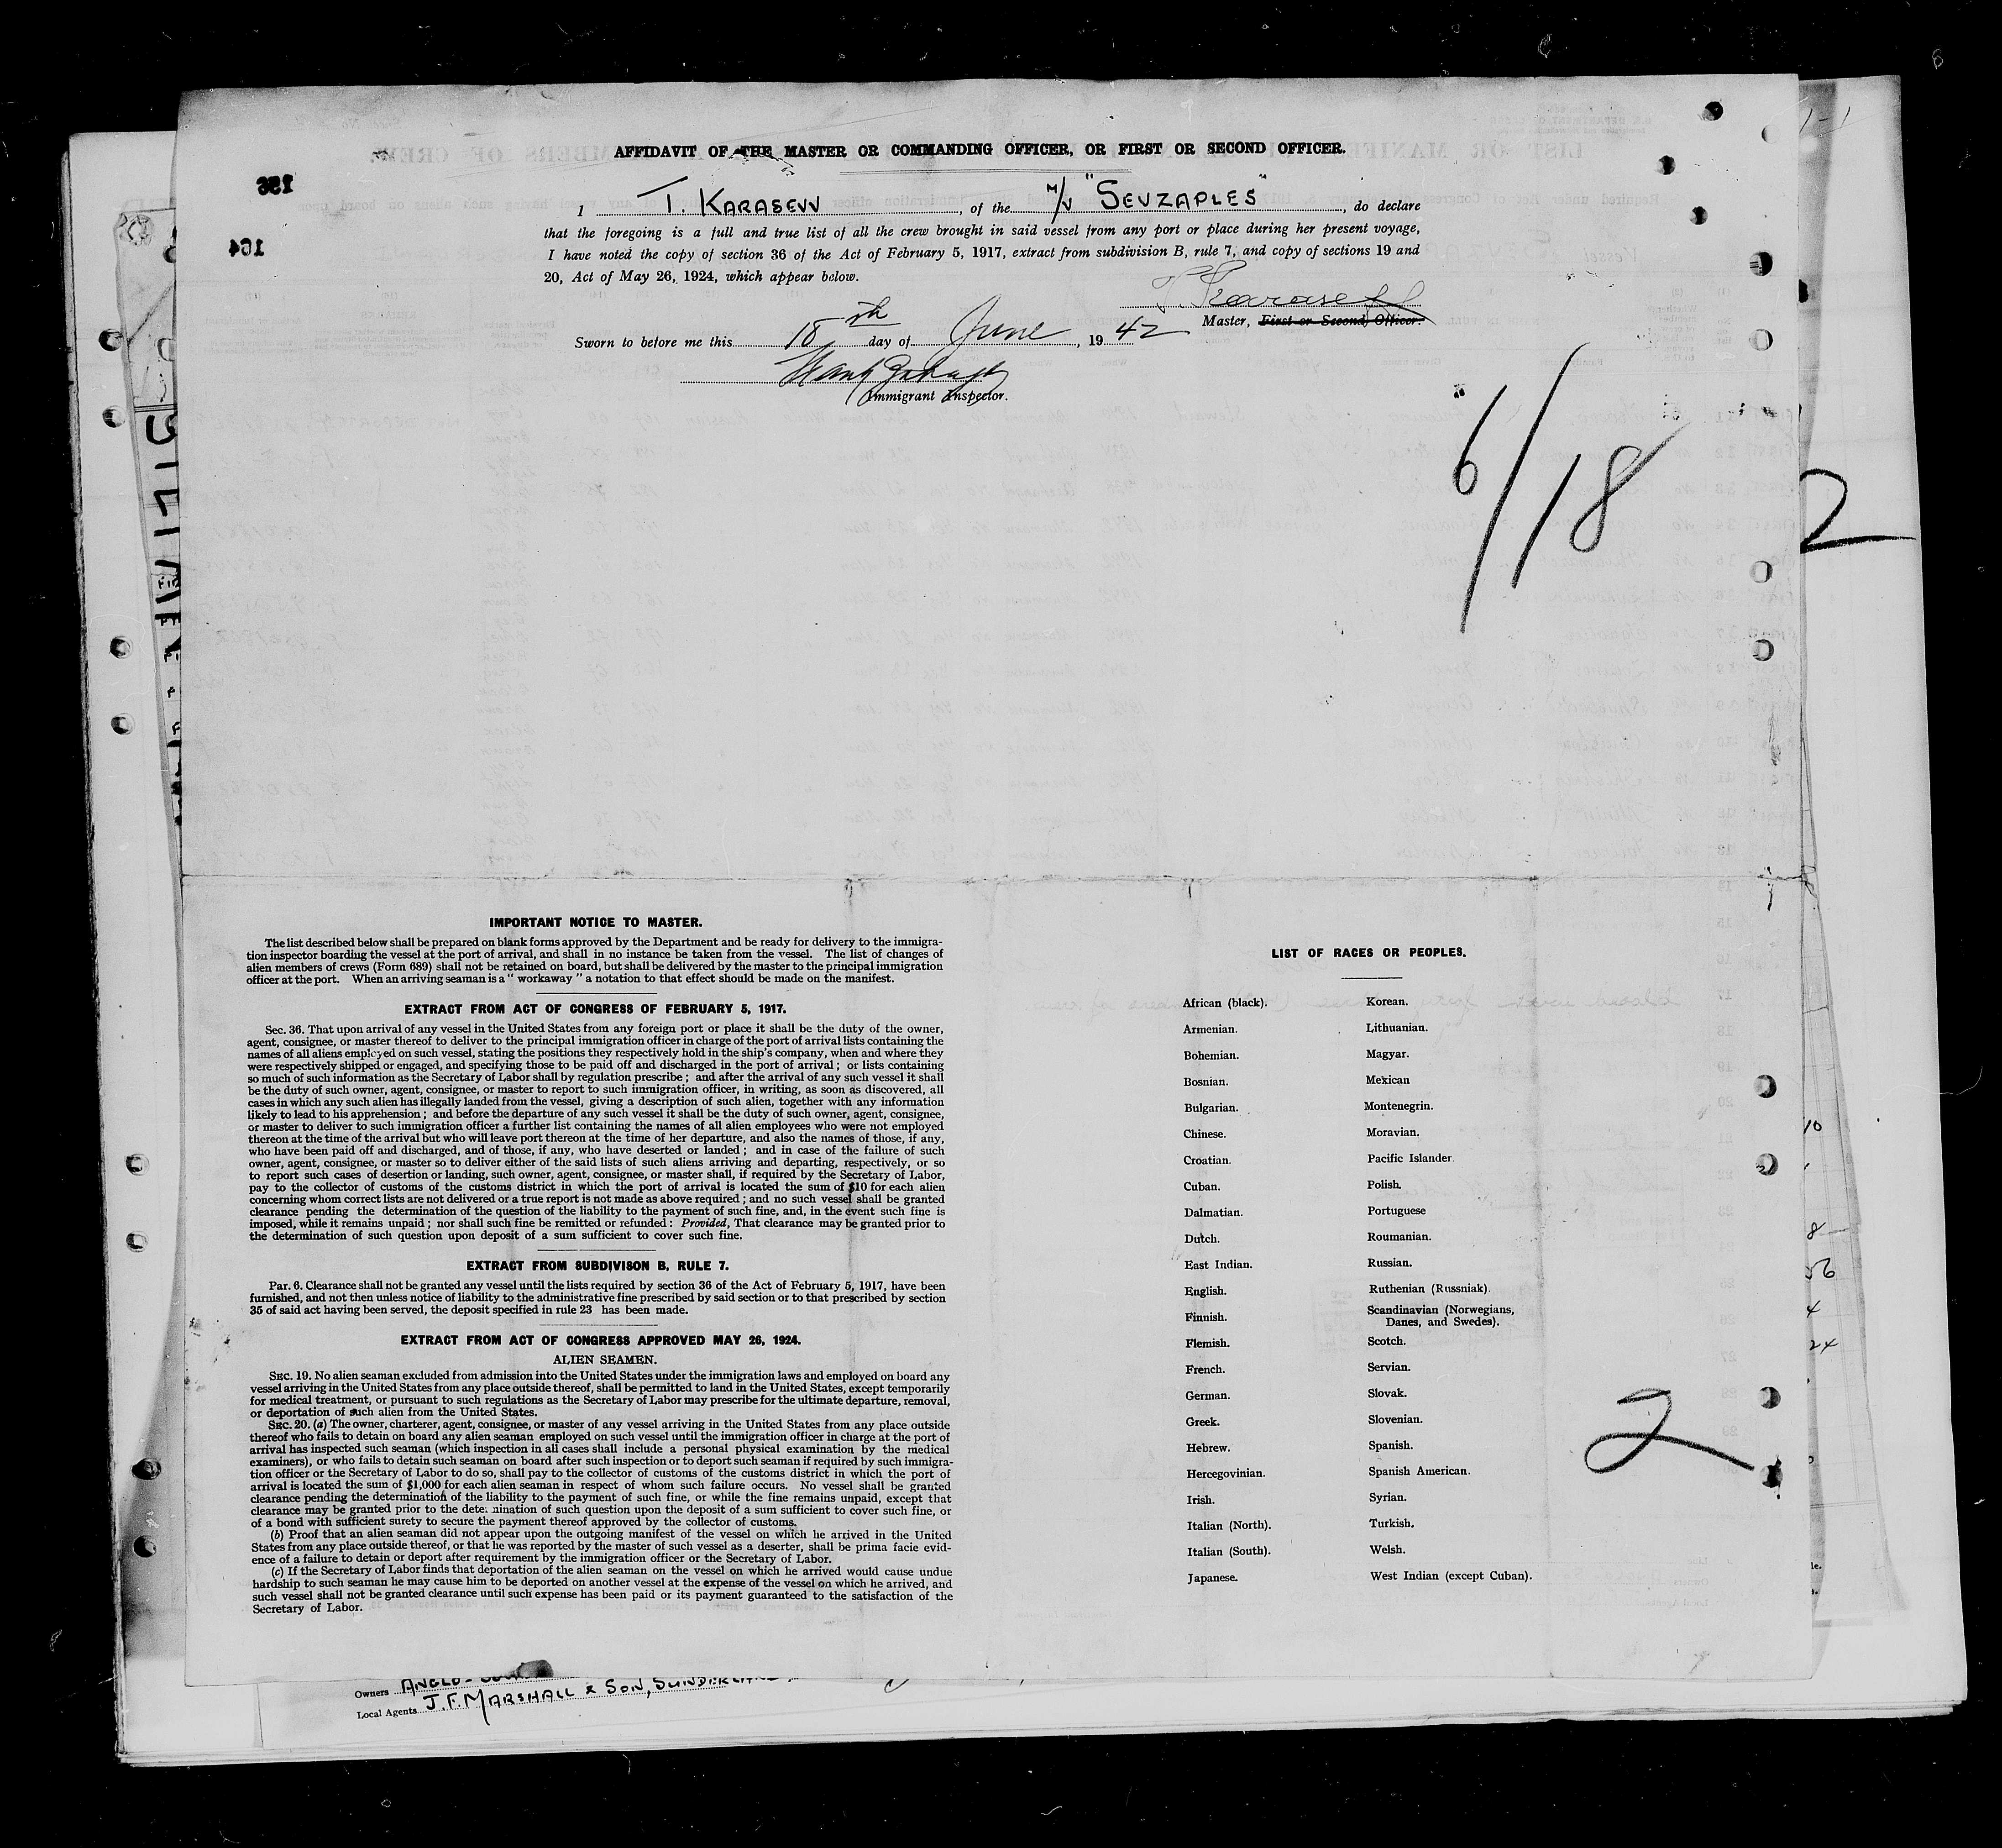 AFFIDAVIT OF THE MASTER OR COMMANDING OFFICER, OR FIRST OR SECOND OFFICER.
186
164
I T. KARASEVV, of the M/V "SEVZAPLES", do declare
that the foregoing is a full and true list of all the crew brought in said vessel from any port or place during her present voyage,
I have noted the copy of section 36 of the Act of February 5, 1917, extract from subdivision B, rule 7, and copy of sections 19 and
20, Act of May 26, 1924, which appear below.
T. Karaseff
Master, First or Second Officer.
Sworn to before me this 18th day of June, 1942
Immigrant Inspector.
6/18
2
IMPORTANT NOTICE TO MASTER.
The list described below shall be prepared on blank forms approved by the Department and be ready for delivery to the immigra-
tion inspector boarding the vessel at the port of arrival, and shall in no instance be taken from the vessel. The list of changes of
alien members of crews (Form 689) shall not be retained on board, but shall be delivered by the master to the principal immigration
officer at the port. When an arriving seaman is a "workaway" a notation to that effect should be made on the manifest.
EXTRACT FROM ACT OF CONGRESS OF FEBRUARY 5, 1917.
Sec. 36. That upon arrival of any vessel in the United States from any foreign port or place it shall be the duty of the owner,
agent, consignee, or master thereof to deliver to the principal immigration officer in charge of the port of arrival lists containing the
names of all aliens employed on such vessel, stating the positions they respectively hold in the ship's company, when and where they
were respectively shipped or engaged, and specifying those to be paid off and discharged in the port of arrival; or lists containing
so much of such information as the Secretary of Labor shall by regulation prescribe; and after the arrival of any such vessel it shall
be the duty of such owner, agent, consignee, or master to report to such immigration officer, in writing, as soon as discovered, all
cases in which any such alien has illegally landed from the vessel, giving a description of such alien, together with any information
likely to lead to his apprehension; and before the departure of any such vessel it shall be the duty of such owner, agent, consignee,
or master to deliver to such immigration officer a further list containing the names of all alien employees who were not employed
thereon at the time of the arrival but who will leave port thereon at the time of her departure, and also the names of those, if any,
who have been paid off and discharged, and of those, if any, who have deserted or landed; and in case of the failure of such
owner, agent, consignee, or master so to deliver either of the said lists of such aliens arriving and departing, respectively, or so
to report such cases of desertion or landing, such owner, agent, consignee, or master shall, if required by the Secretary of Labor,
pay to the collector of customs of the customs district in which the port of arrival is located the sum of $10 for each alien
concerning whom correct lists are not delivered or a true report is not made as above required; and no such vessel shall be granted
clearance pending the determination of the question of the liability to the payment of such fine, and, in the event such fine is
imposed, while it remains unpaid; nor shall such fine be remitted or refunded: Provided, That clearance may be granted prior to
the determination of such question upon deposit of a sum sufficient to cover such fine.
EXTRACT FROM SUBDIVISON B, RULE 7.
Par. 6. Clearance shall not be granted any vessel until the lists required by section 36 of the Act of February 5, 1917, have been
furnished, and not then unless notice of liability to the administrative fine prescribed by said section or to that prescribed by section
35 of said act having been served, the deposit specified in rule 23 has been made.
EXTRACT FROM ACT OF CONGRESS APPROVED MAY 26, 1924.
ALIEN SEAMEN.
SEC. 19. No alien seaman excluded from admission into the United States under the immigration laws and employed on board any
vessel arriving in the United States from any place outside thereof, shall be permitted to land in the United States, except temporarily
for medical treatment, or pursuant to such regulations as the Secretary of Labor may prescribe for the ultimate departure, removal,
or deportation of such alien from the United States.
SEC. 20. (a) The owner, charterer, agent, consignee, or master of any vessel arriving in the United States from any place outside
thereof who fails to detain on board any alien seaman employed on such vessel until the immigration officer in charge at the port of
arrival has inspected such seaman (which inspection in all cases shall include a personal physical examination by the medical
examiners), or who fails to detain such seaman on board after such inspection or to deport such seaman if required by such immigra-
tion officer or the Secretary of Labor to do so, shall pay to the collector of customs of the customs district in which the port of
arrival is located the sum of $1,000 for each alien seaman in respect of whom such failure occurs. No vessel shall be granted
clearance pending the determination of the liability to the payment of such fine, or while the fine remains unpaid, except that
clearance may be granted prior to the determination of such question upon the deposit of a sum sufficient to cover such fine, or
of a bond with sufficient surety to secure the payment thereof approved by the collector of customs.
(b) Proof that an alien seaman did not appear upon the outgoing manifest of the vessel on which he arrived in the United
States from any place outside thereof, or that he was reported by the master of such vessel as a deserter, shall be prima facie evid-
ence of a failure to detain or deport after requirement by the immigration officer or the Secretary of Labor.
(c) If the Secretary of Labor finds that deportation of the alien seaman on the vessel on which he arrived would cause undue
hardship to such seaman he may cause him to be deported on another vessel at the expense of the vessel on which he arrived, and
such vessel shall not be granted clearance until such expense has been paid or its payment guaranteed to the satisfaction of the
Secretary of Labor.
LIST OF RACES OR PEOPLES.
African (black).
Armenian.
Bohemian.
Bosnian.
Bulgarian.
Chinese.
Croatian.
Cuban.
Dalmatian.
Dutch.
East Indian.
English.
Finnish.
Flemish.
French.
German.
Greek.
Hebrew.
Hercegovinian.
Irish.
Italian (North).
Italian (South).
Japanese.
Korean.
Lithuanian.
Magyar.
Mexican
Montenegrin.
Moravian.
Pacific Islander.
Polish.
Portuguese
Roumanian.
Russian.
Ruthenian (Russniak).
Scandinavian (Norwegians,
Danes, and Swedes).
Scotch.
Servian.
Slovak.
Slovenian.
Spanish.
Spanish American.
Syrian.
Turkish.
Welsh.
West Indian (except Cuban).
2
10
8
56
4
24
Owners ANGLO-
Local Agents J.F. MARSHALL & SON, SUNDERLAND